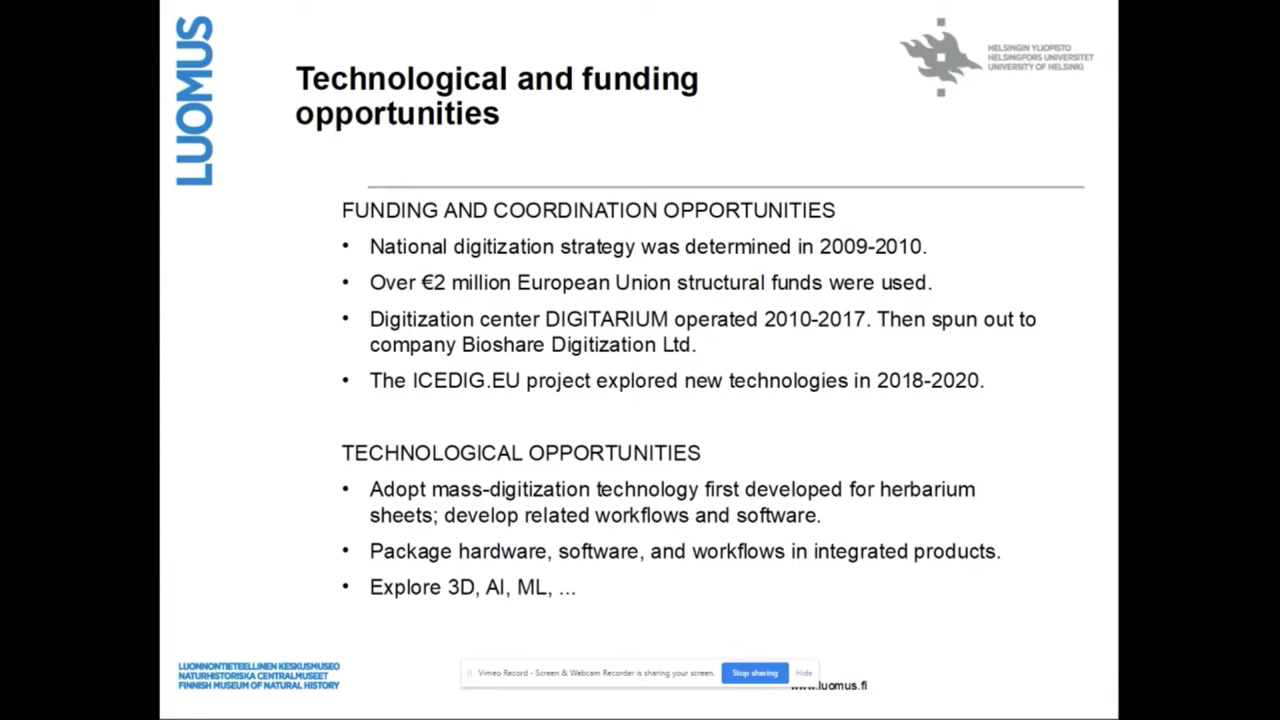 LUOMUS
HELSINGIN YLIOPISTO
HELSINGFORS UNIVERSITET
UNIVERSITY OF HELSINKI
Technological and funding
opportunities
FUNDING AND COORDINATION OPPORTUNITIES
• National digitization strategy was determined in 2009-2010.
• Over €2 million European Union structural funds were used.
• Digitization center DIGITARIUM operated 2010-2017. Then spun out to
company Bioshare Digitization Ltd.
• The ICEDIG.EU project explored new technologies in 2018-2020.
TECHNOLOGICAL OPPORTUNITIES
• Adopt mass-digitization technology first developed for herbarium
sheets; develop related workflows and software.
• Package hardware, software, and workflows in integrated products.
• Explore 3D, AI, ML, ...
LUONNONTIETEELLINEN KESKUSMUSEO
NATURHISTORISKA CENTRALMUSEET
FINNISH MUSEUM OF NATURAL HISTORY
Vimeo Record - Screen & Webcam Recorder is sharing your screen. Stop sharing Hide
www.luomus.fi